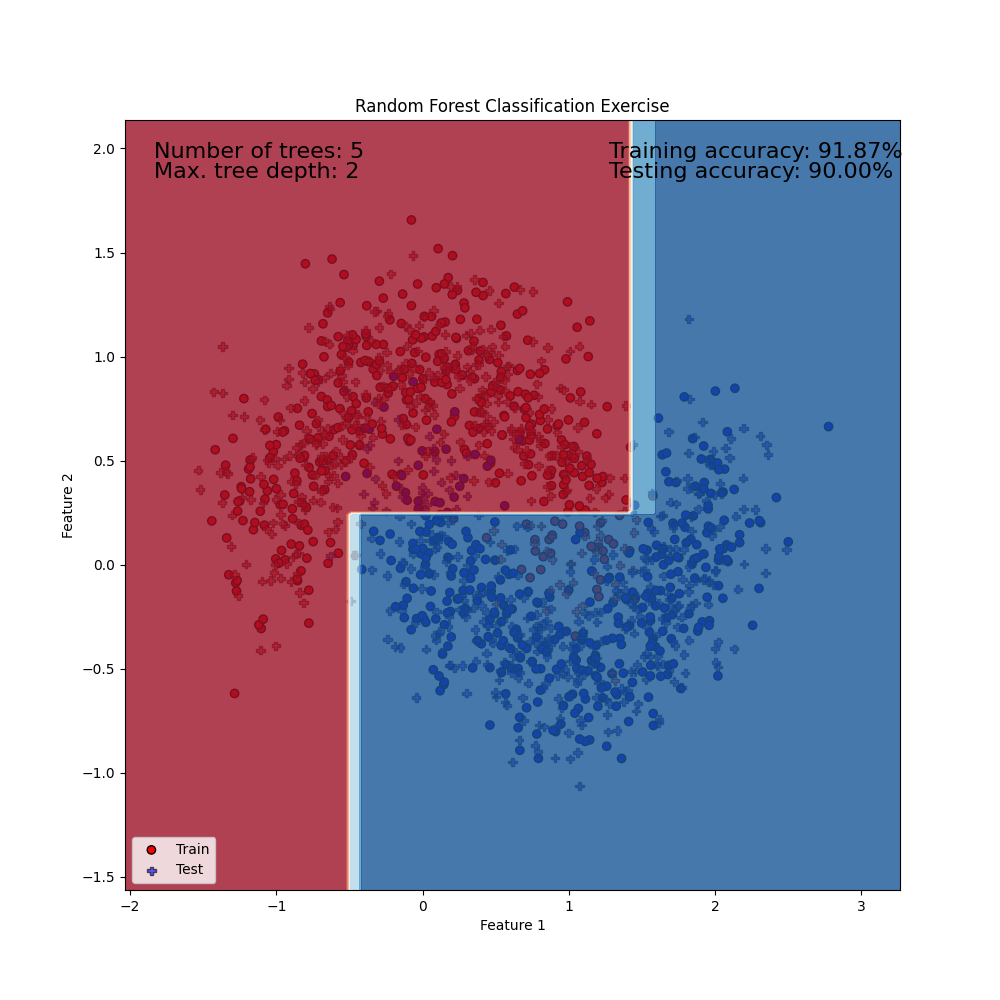 Random Forest Classification Exercise
Number of trees: 5
Max. tree depth: 2
Training accuracy: 91.87%
Testing accuracy: 90.00%
2.0
1.5
1.0
0.5
0.0
−0.5
−1.0
−1.5
Feature 2
Train
Test
−2
−1
0
1
2
3
Feature 1